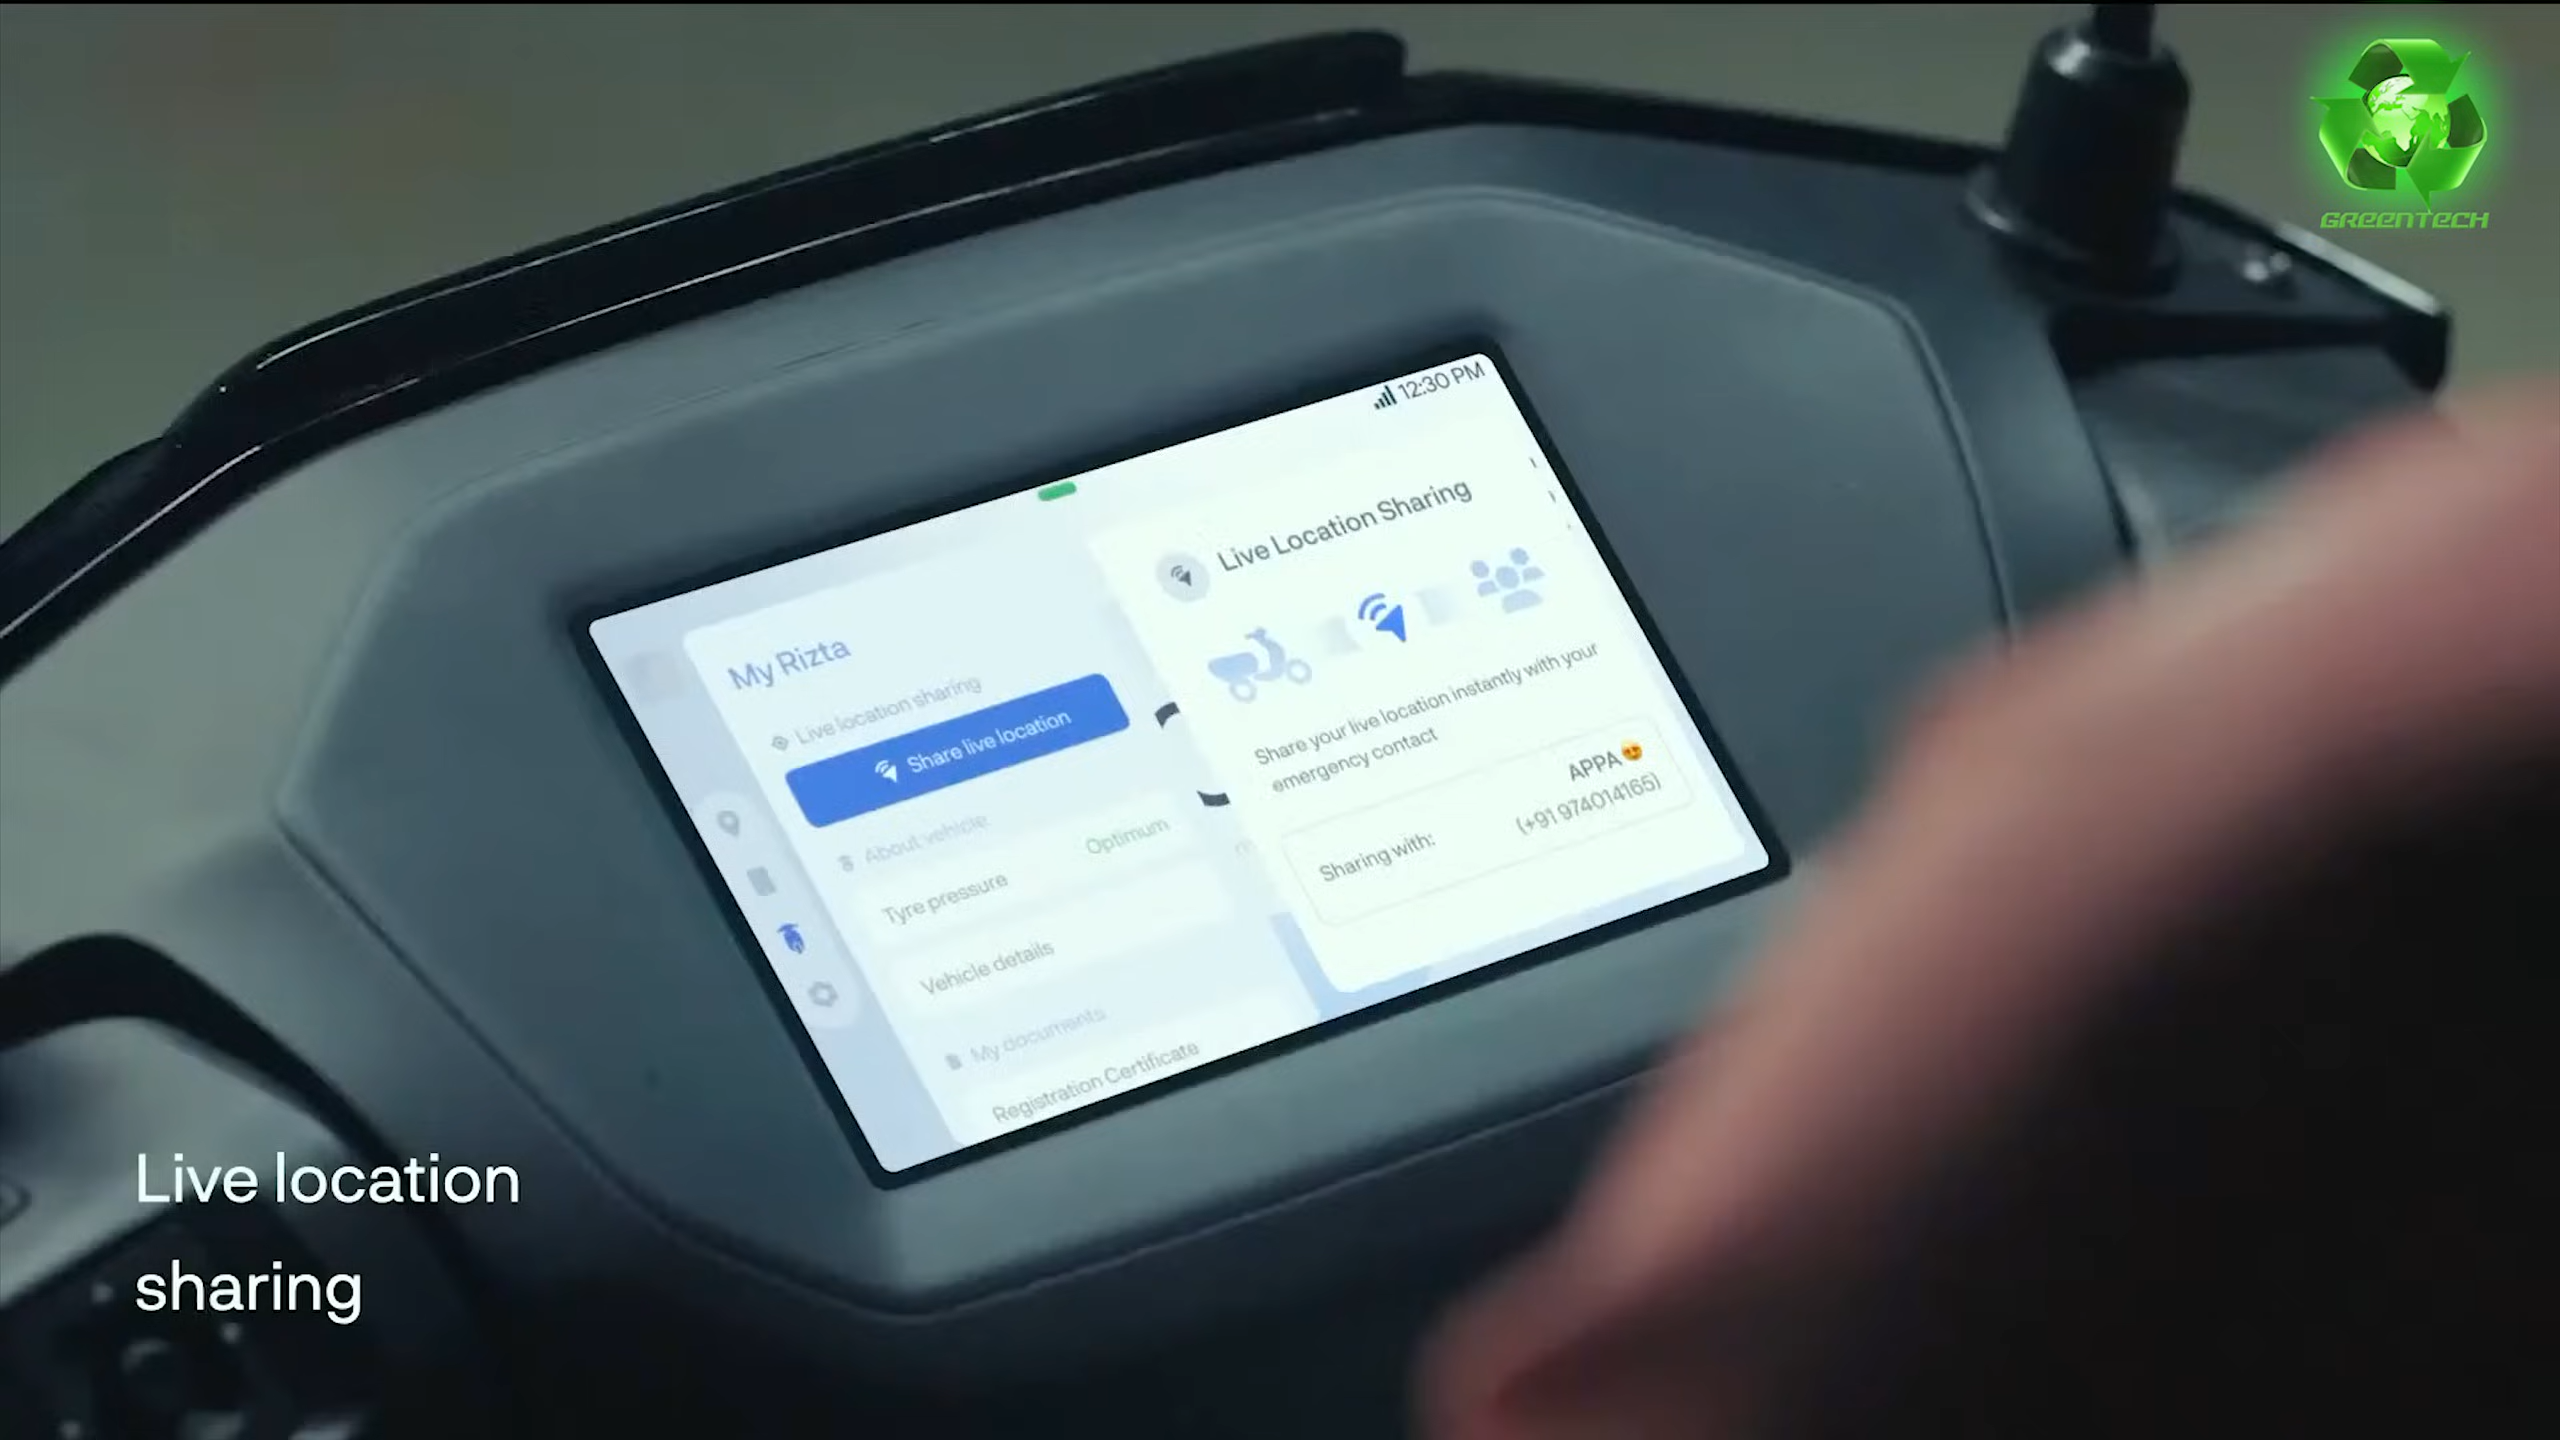 GREENTECH
12:30 PM
My Rizta
Live location sharing
Share live location
About vehicle
Tyre pressure
Optimum
Vehicle details
My documents
Registration Certificate
Live Location Sharing
Share your live location instantly with your
emergency contact
Sharing with:
APPA😍
(+91 974014165)
Live location
sharing